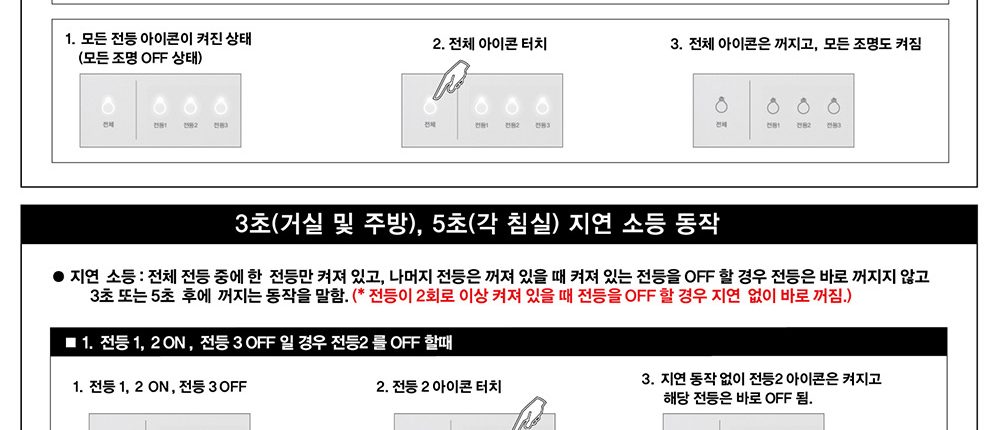 1. 모든 전등 아이콘이 켜진 상태
(모든 조명 OFF 상태)
2. 전체 아이콘 터치
3. 전체 아이콘은 꺼지고, 모든 조명도 켜짐
전체 전등1 전등2 전등3
전체 전등1 전등2 전등3
전체 전등1 전등2 전등3
3초(거실 및 주방), 5초(각 침실) 지연 소등 동작
● 지연 소등 : 전체 전등 중에 한 전등만 켜져 있고, 나머지 전등은 꺼져 있을 때 켜져 있는 전등을 OFF 할 경우 전등은 바로 꺼지지 않고
3초 또는 5초 후에 꺼지는 동작을 말함. (* 전등이 2회로 이상 켜져 있을 때 전등을 OFF 할 경우 지연 없이 바로 꺼짐.)
■ 1. 전등 1, 2 ON , 전등 3 OFF 일 경우 전등2 를 OFF 할때
1. 전등 1, 2 ON , 전등 3 OFF
2. 전등 2 아이콘 터치
3. 지연 동작 없이 전등2 아이콘은 켜지고
해당 전등은 바로 OFF 됨.